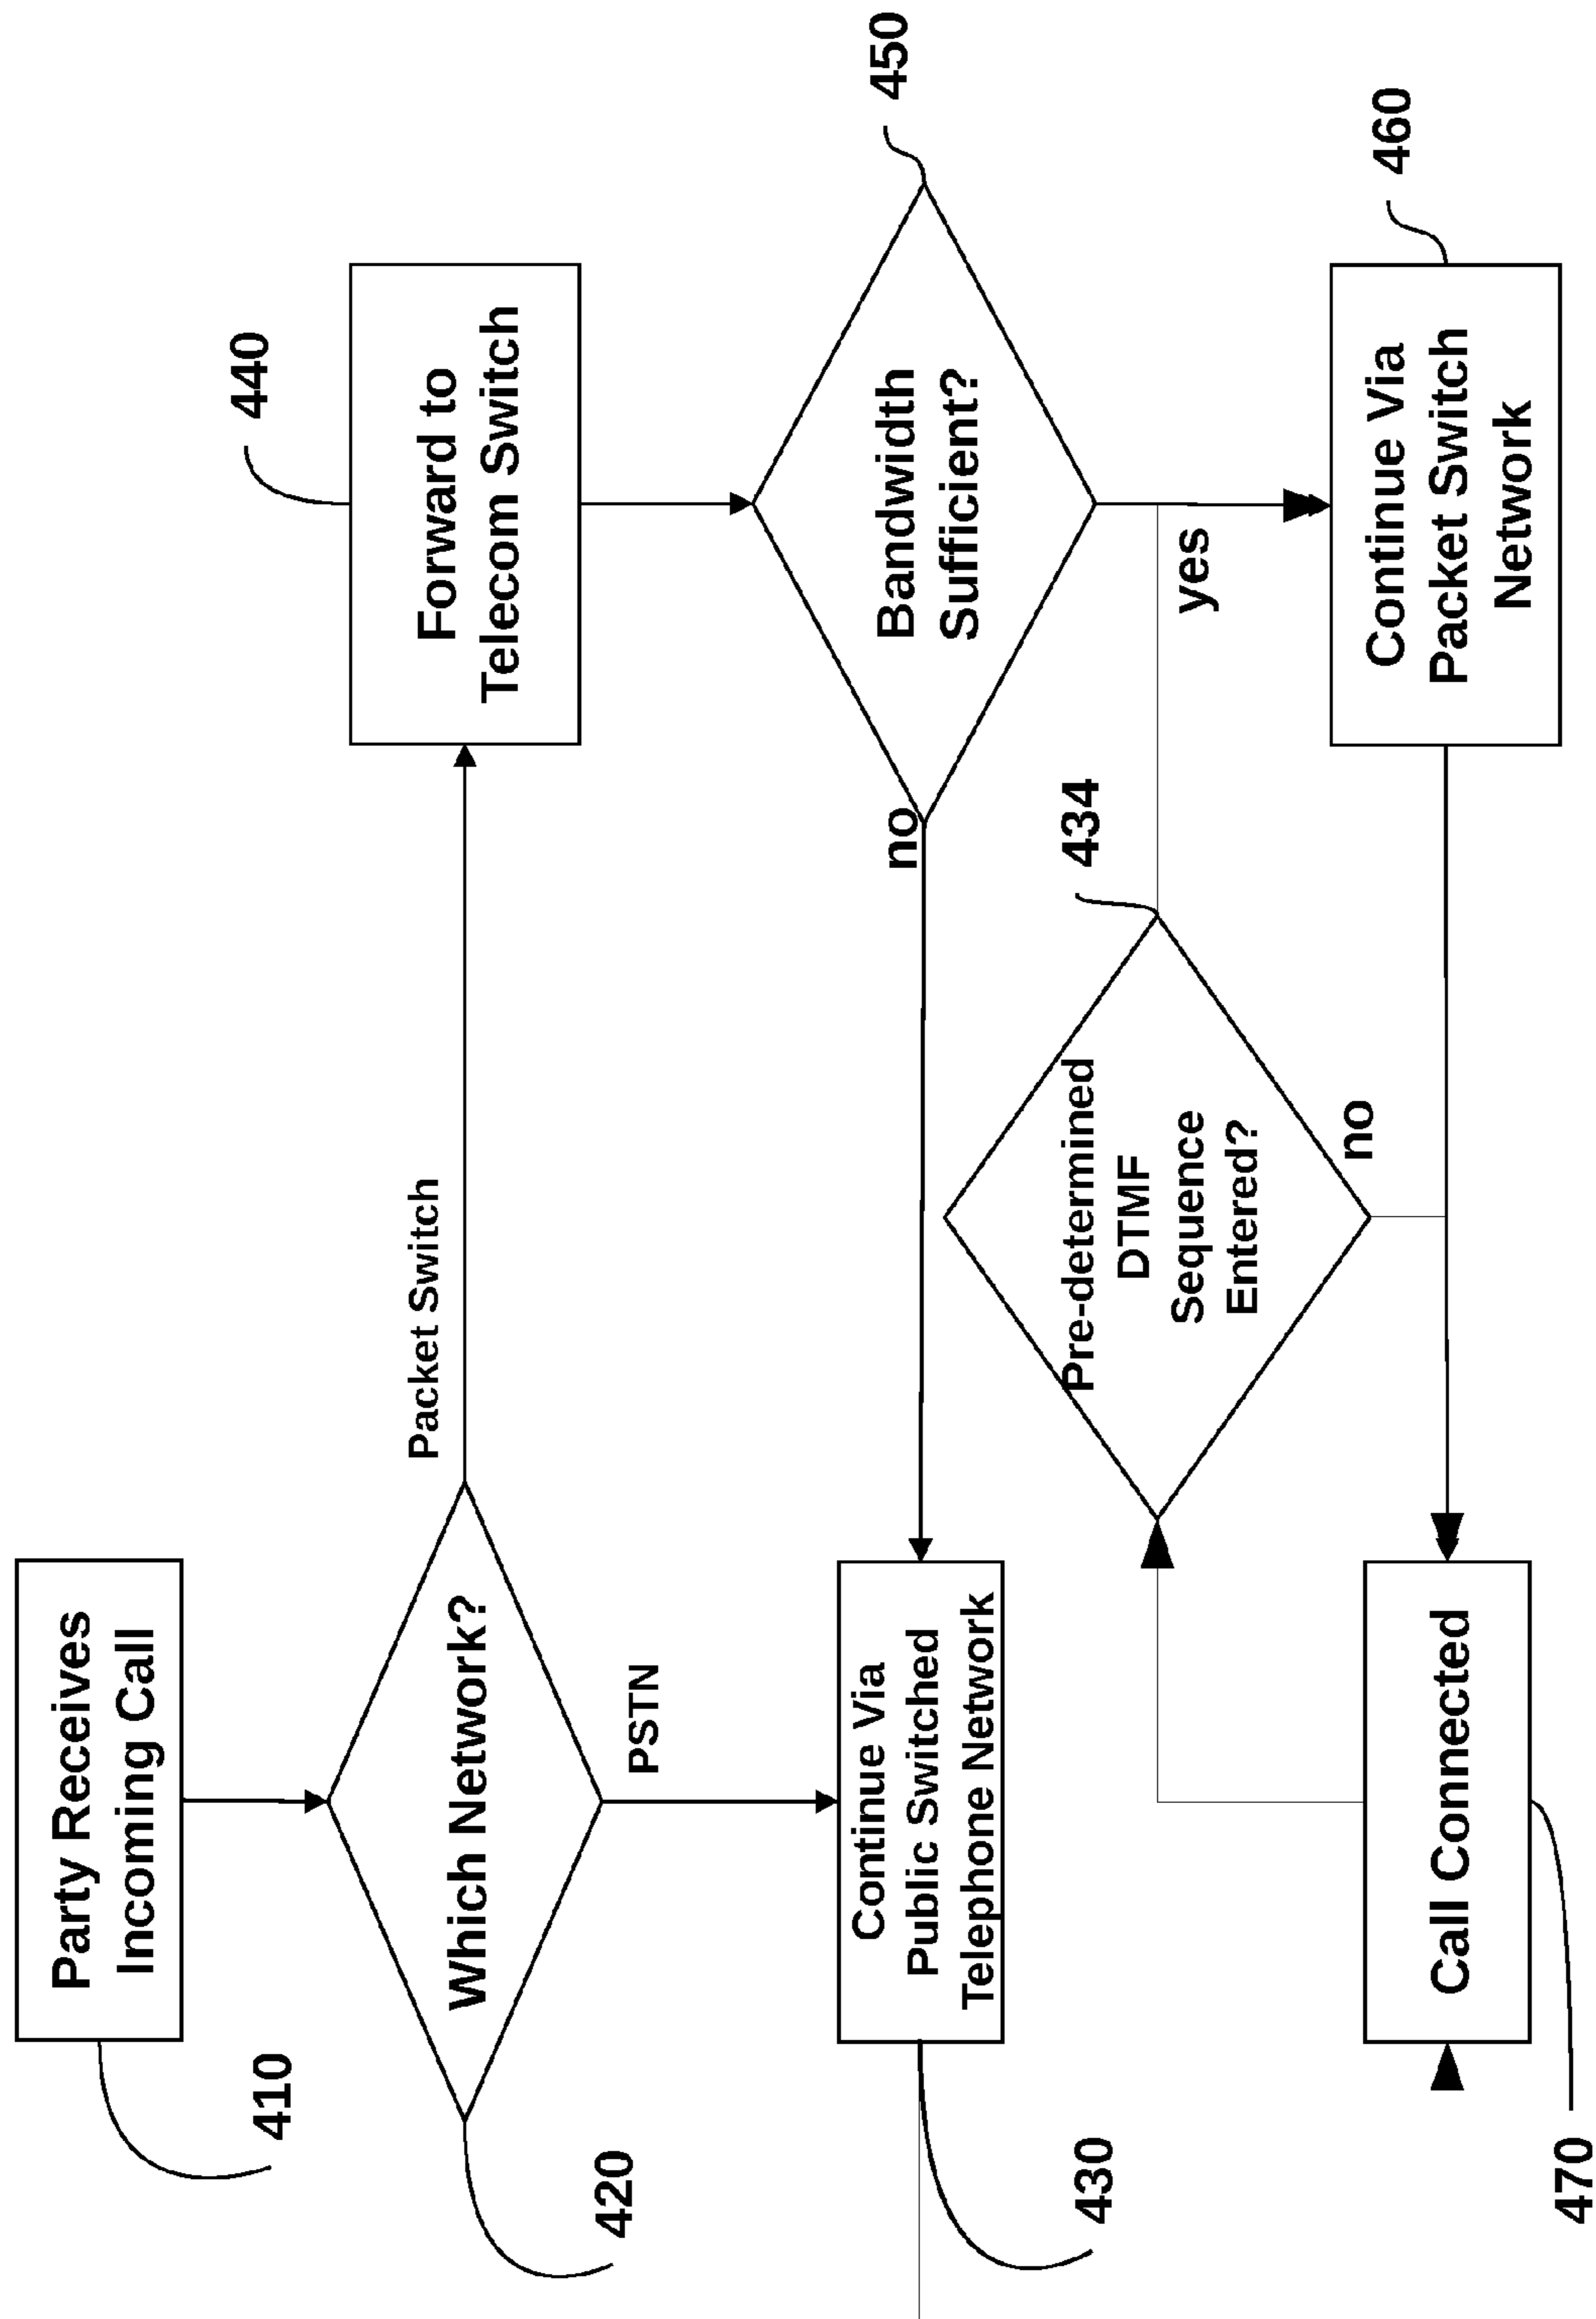 Party Receives
Incoming Call
410
Which Network?
420
Packet Switch
PSTN
Forward to
Telecom Switch
440
Bandwidth
Sufficient?
450
no
yes
Continue Via
Public Switched
Telephone Network
430
Pre-determined
DTMF
Sequence
Entered?
434
no
Continue Via
Packet Switch
Network
460
Call Connected
470